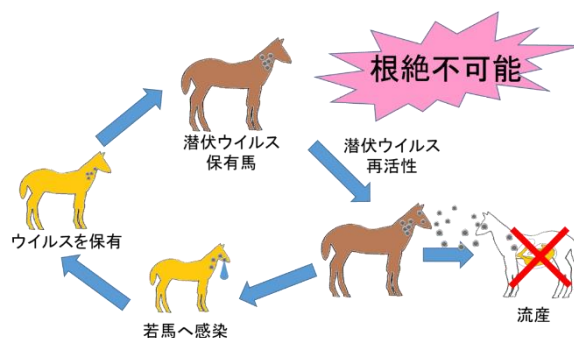 根絶不可能
潜伏ウイルス
保有馬
潜伏ウイルス
再活性
ウイルスを保有
若馬へ感染
流産